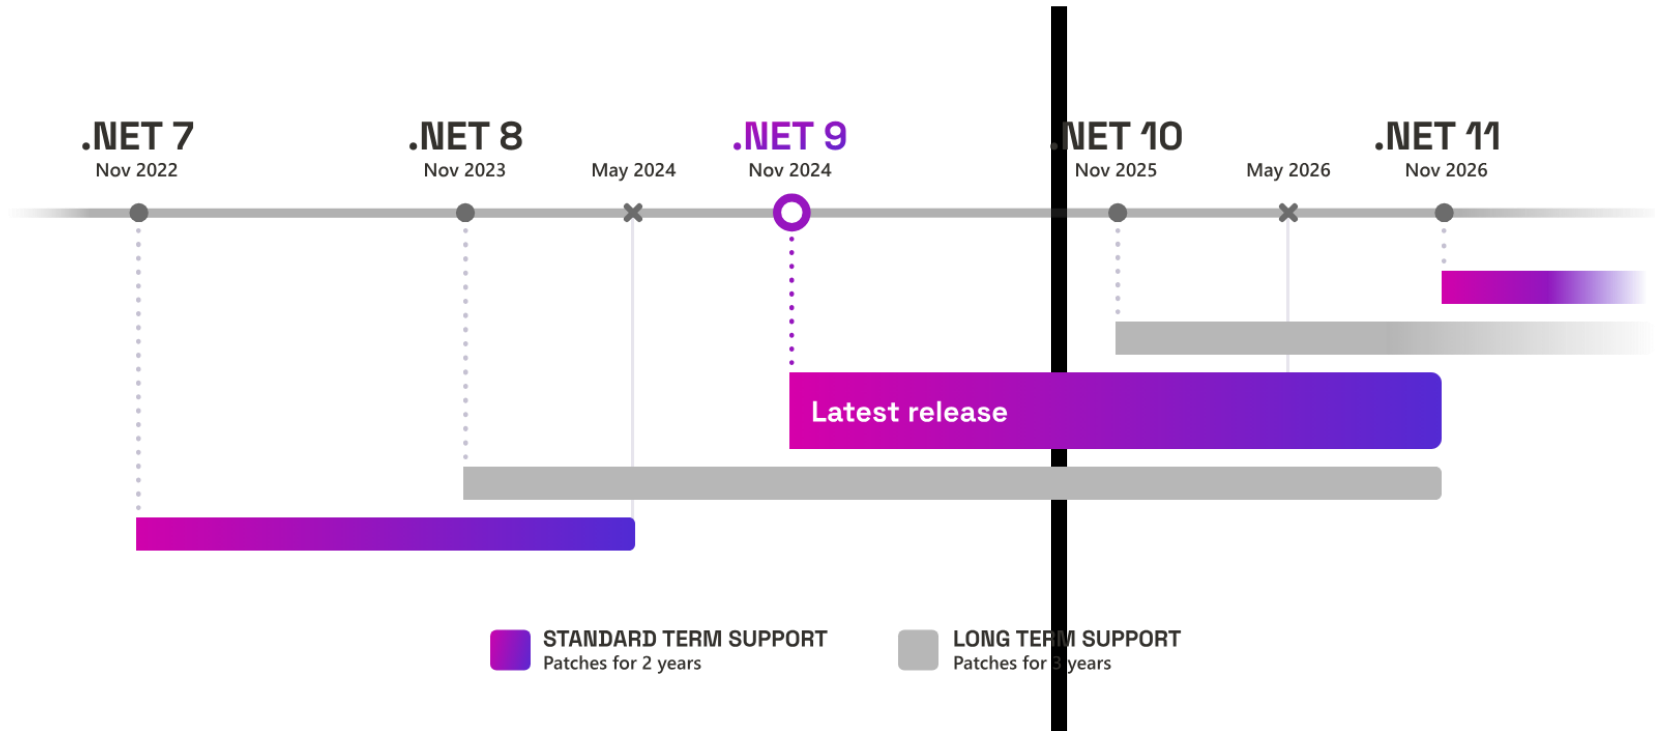 .NET 7
Nov 2022
.NET 8
Nov 2023
May 2024
.NET 9
Nov 2024
.NET 10
Nov 2025
May 2026
.NET 11
Nov 2026
Latest release
STANDARD TERM SUPPORT
Patches for 2 years
LONG TERM SUPPORT
Patches for 3 years